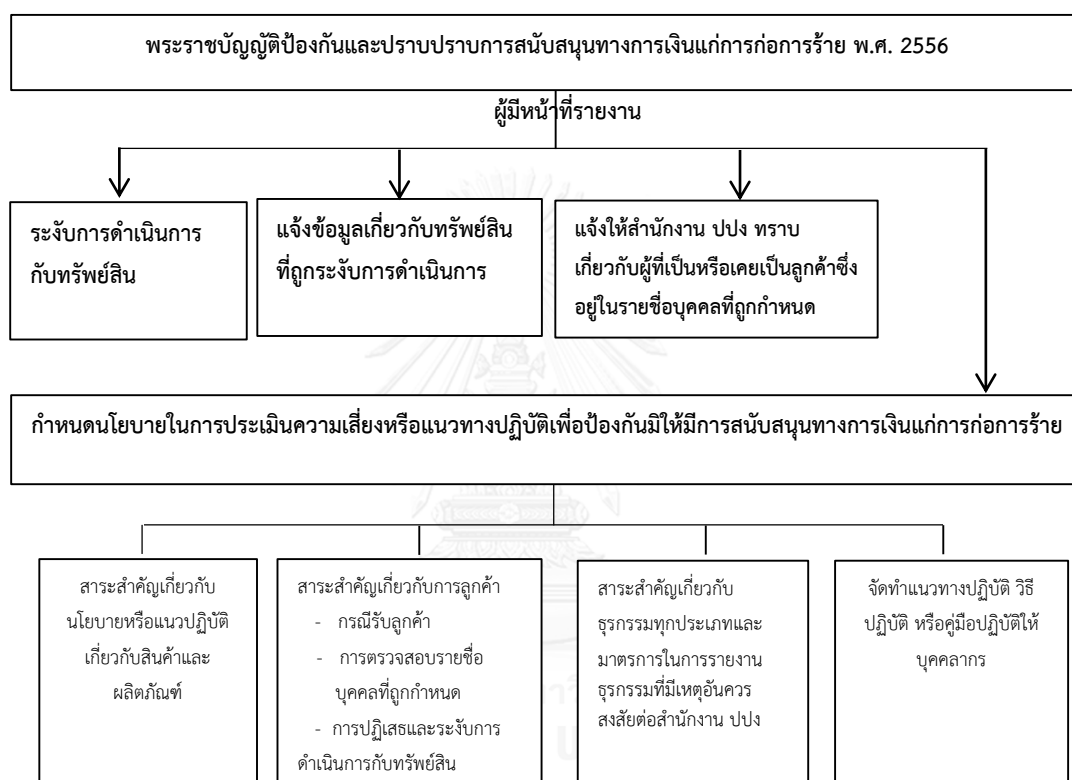 พระราชบัญญัติป้องกันและปราบปราบการสนับสนุนทางการเงินแก่การก่อการร้าย พ.ศ. 2556
ผู้มีหน้าที่รายงาน
ระงับการดำเนินการ
กับทรัพย์สิน
แจ้งข้อมูลเกี่ยวกับทรัพย์สิน
ที่ถูกระงับการดำเนินการ
แจ้งให้สำนักงาน ปปง ทราบ
เกี่ยวกับผู้ที่เป็นหรือเคยเป็นลูกค้าซึ่ง
อยู่ในรายชื่อบุคคลที่ถูกกำหนด
กำหนดนโยบายในการประเมินความเสี่ยงหรือแนวทางปฏิบัติเพื่อป้องกันมิให้มีการสนับสนุนทางการเงินแก่การก่อการร้าย
สาระสำคัญเกี่ยวกับ
นโยบายหรือแนวปฏิบัติ
เกี่ยวกับสินค้าและ
ผลิตภัณฑ์
สาระสำคัญเกี่ยวกับการลูกค้า
- กรณีรับลูกค้า
- การตรวจสอบรายชื่อ
บุคคลที่ถูกกำหนด
- การปฏิเสธและระงับการ
ดำเนินการกับทรัพย์สิน
สาระสำคัญเกี่ยวกับ
ธุรกรรมทุกประเภทและ
มาตรการในการรายงาน
ธุรกรรมที่มีเหตุอันควร
สงสัยต่อสำนักงาน ปปง
จัดทำแนวทางปฏิบัติ วิธี
ปฏิบัติ หรือคู่มือปฏิบัติให้
บุคคลากร